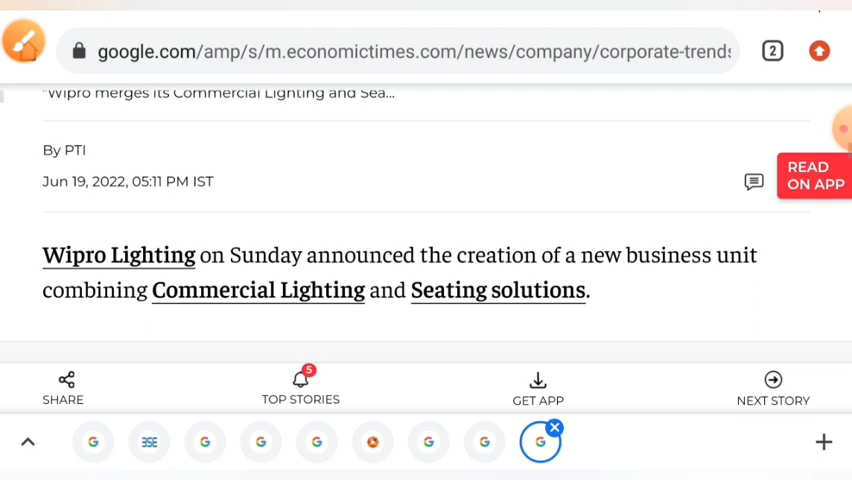 google.com/amp/s/m.economictimes.com/news/company/corporate-trends
2
"Wipro merges its Commercial Lighting and Sea...
By PTI
Jun 19, 2022, 05:11 PM IST
READ
ON APP
Wipro Lighting on Sunday announced the creation of a new business unit
combining Commercial Lighting and Seating solutions.
5
SHARE
TOP STORIES
GET APP
NEXT STORY
G BSE G G G G G G